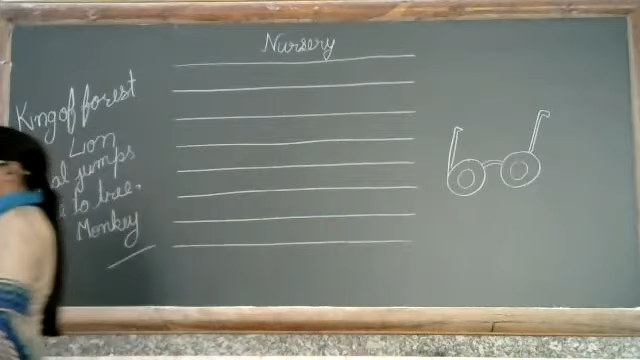 Nursery
King of forest
Lion
jumps
to tree.
Monkey